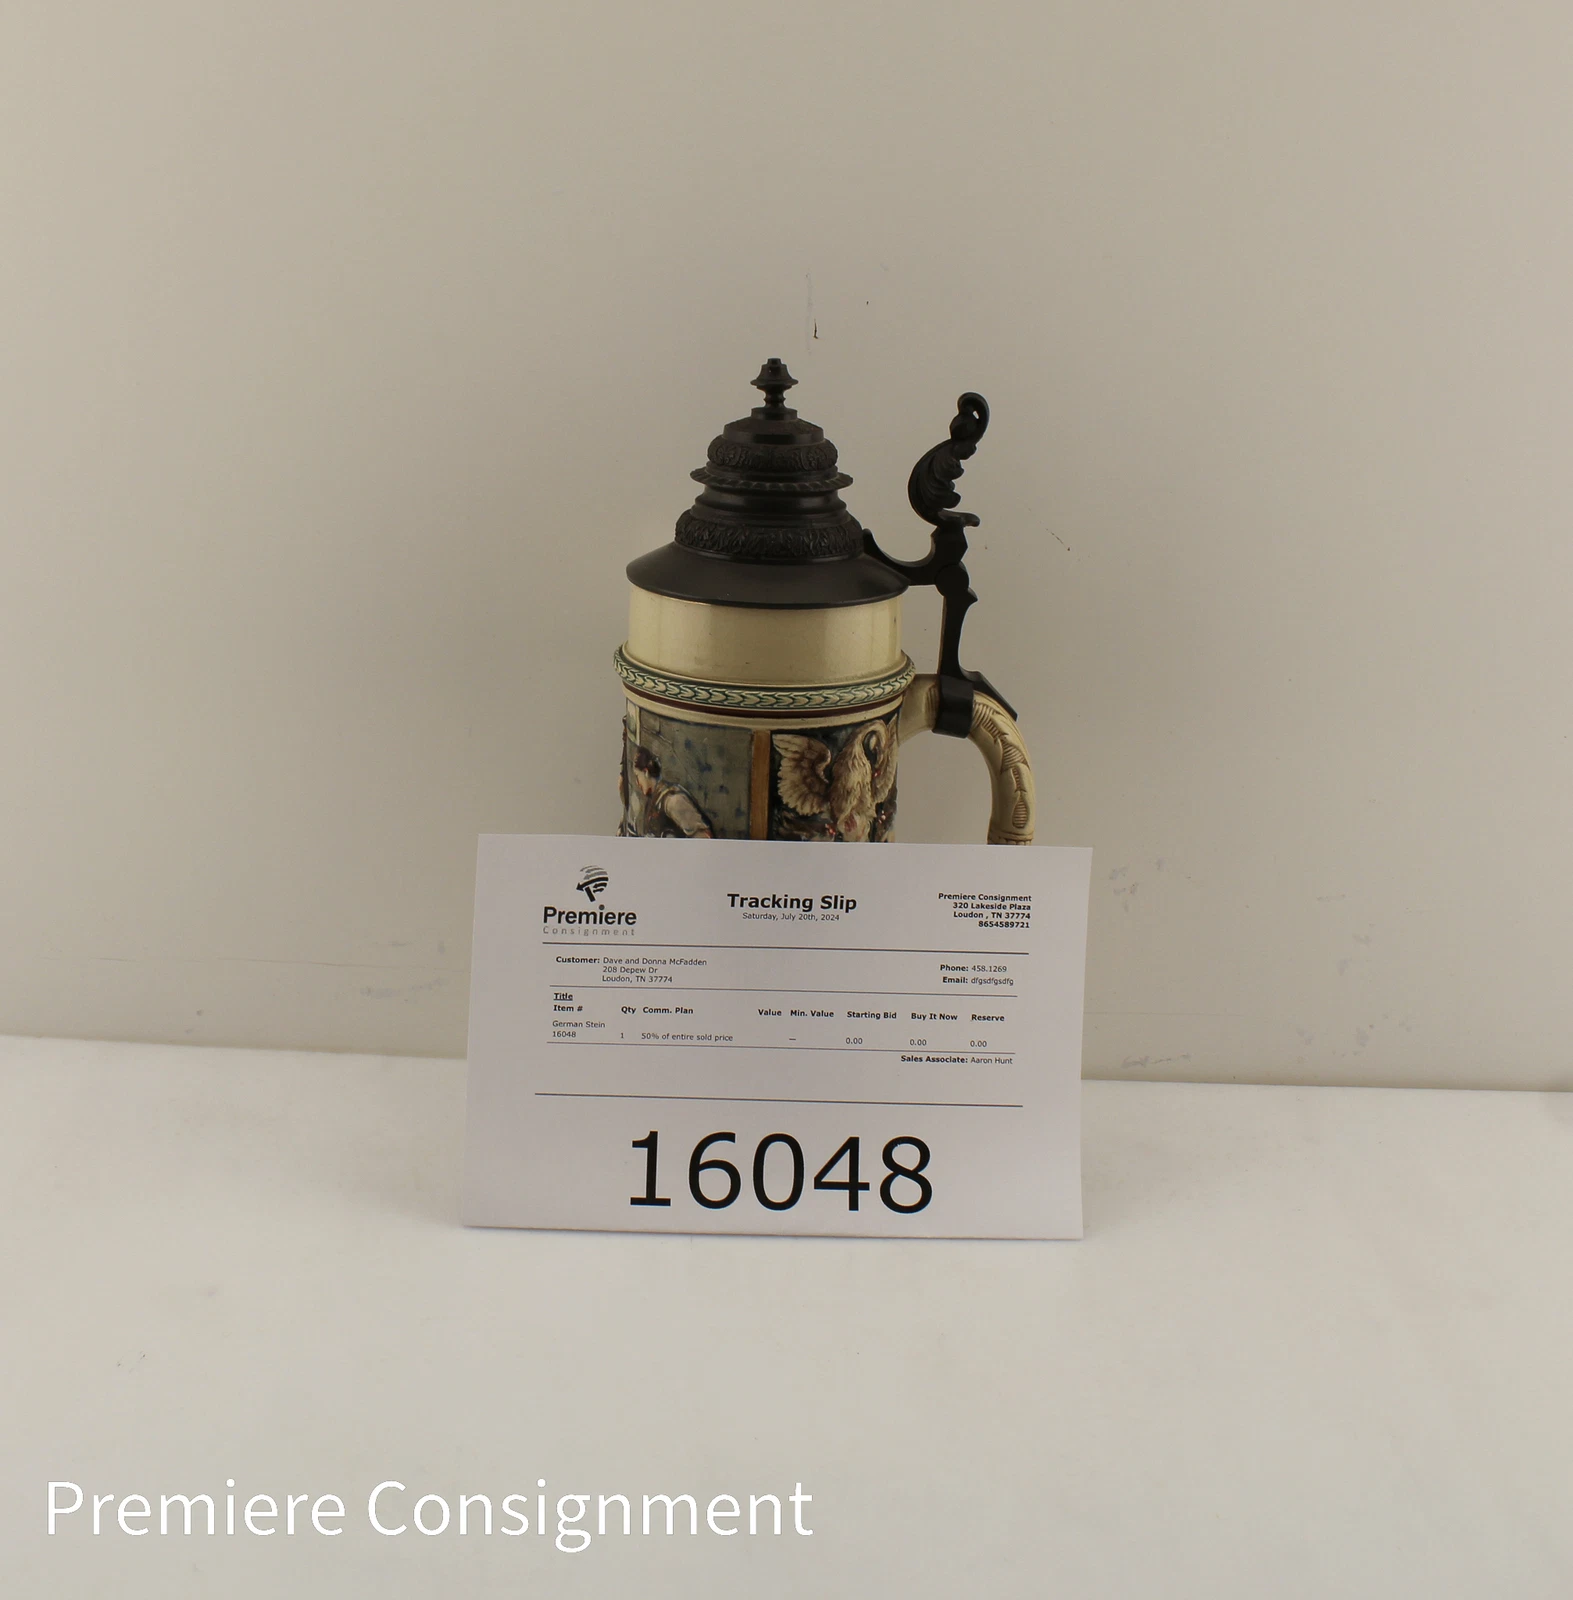 Premiere
Consignment
Tracking Slip
Saturday, July 20th, 2024
Premiere Consignment
320 Lakeside Plaza
Loudon , TN 37774
8654589721
Customer: Dave and Donna McFadden
208 Depew Dr
Loudon, TN 37774
Phone: 458.1269
Email: dfgsdfgsdfg
Title
Item # Qty Comm. Plan Value Min. Value Starting Bid Buy It Now Reserve
German Stein
16048 1 50% of entire sold price — 0.00 0.00 0.00
Sales Associate: Aaron Hunt
16048
Premiere Consignment